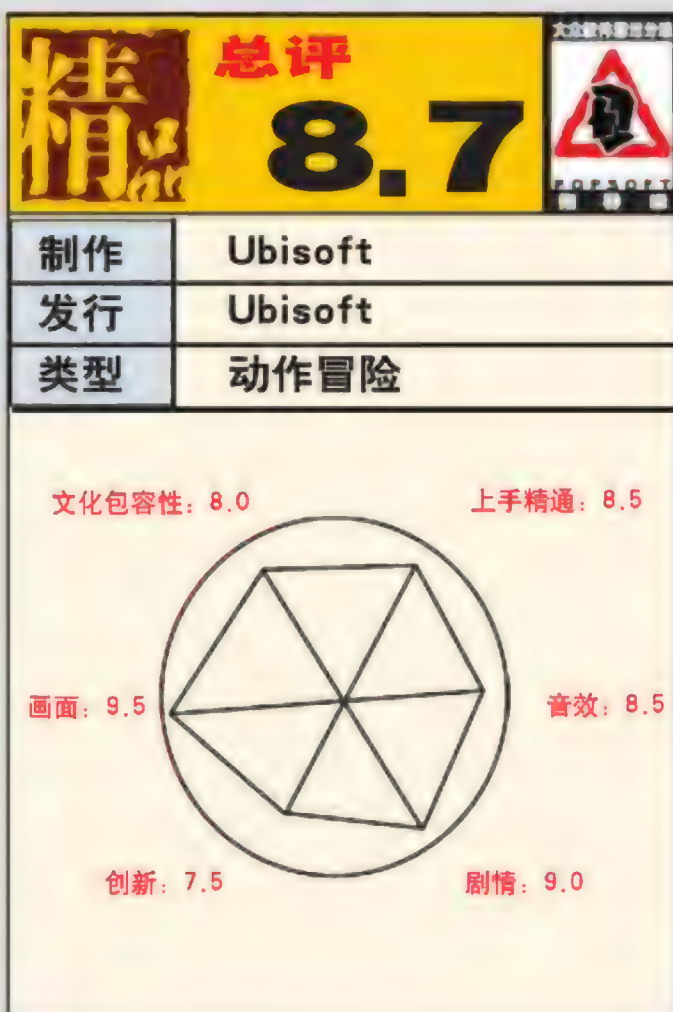 精品
总评
8.7
POPSOFT
制作 Ubisoft
发行 Ubisoft
类型 动作冒险
文化包容性：8.0 上手精通：8.5
画面：9.5 音效：8.5
创新：7.5 剧情：9.0